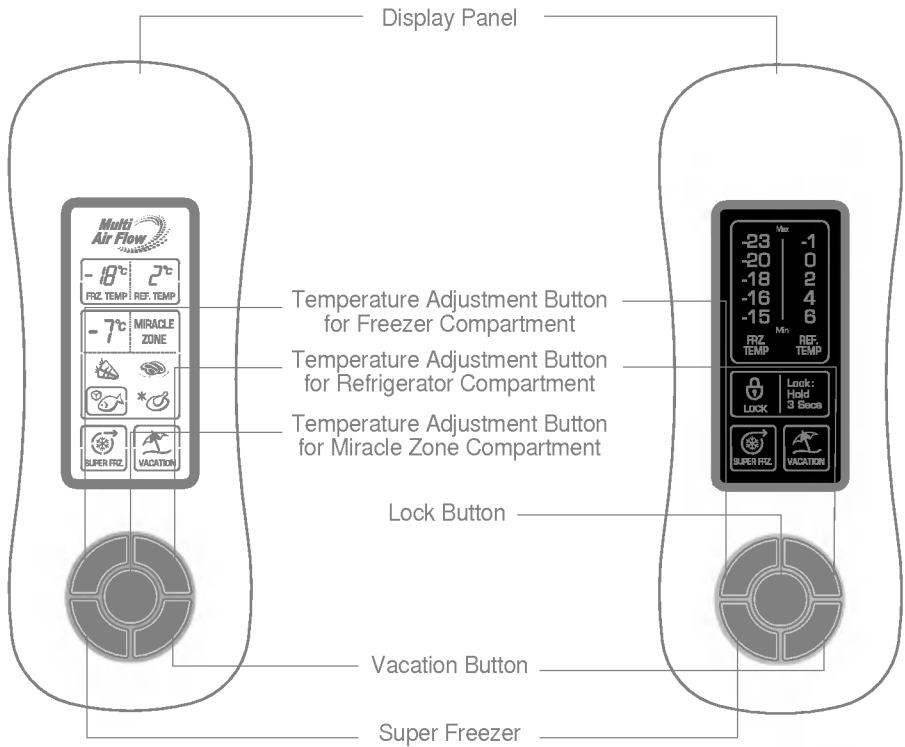 Display Panel
Multi
Air Flow
-18°c 2°c
FRZ. TEMP REF. TEMP
-7°c MIRACLE
ZONE
*
SUPER FRZ. VACATION
Temperature Adjustment Button
for Freezer Compartment
Temperature Adjustment Button
for Refrigerator Compartment
Temperature Adjustment Button
for Miracle Zone Compartment
Lock Button
Vacation Button
Super Freezer
Max
-23 -1
-20 0
-18 2
-16 4
-15 6
Min
FRZ. REF.
TEMP TEMP
LOCK
Lock:
Hold
3 Secs
SUPER FRZ. VACATION